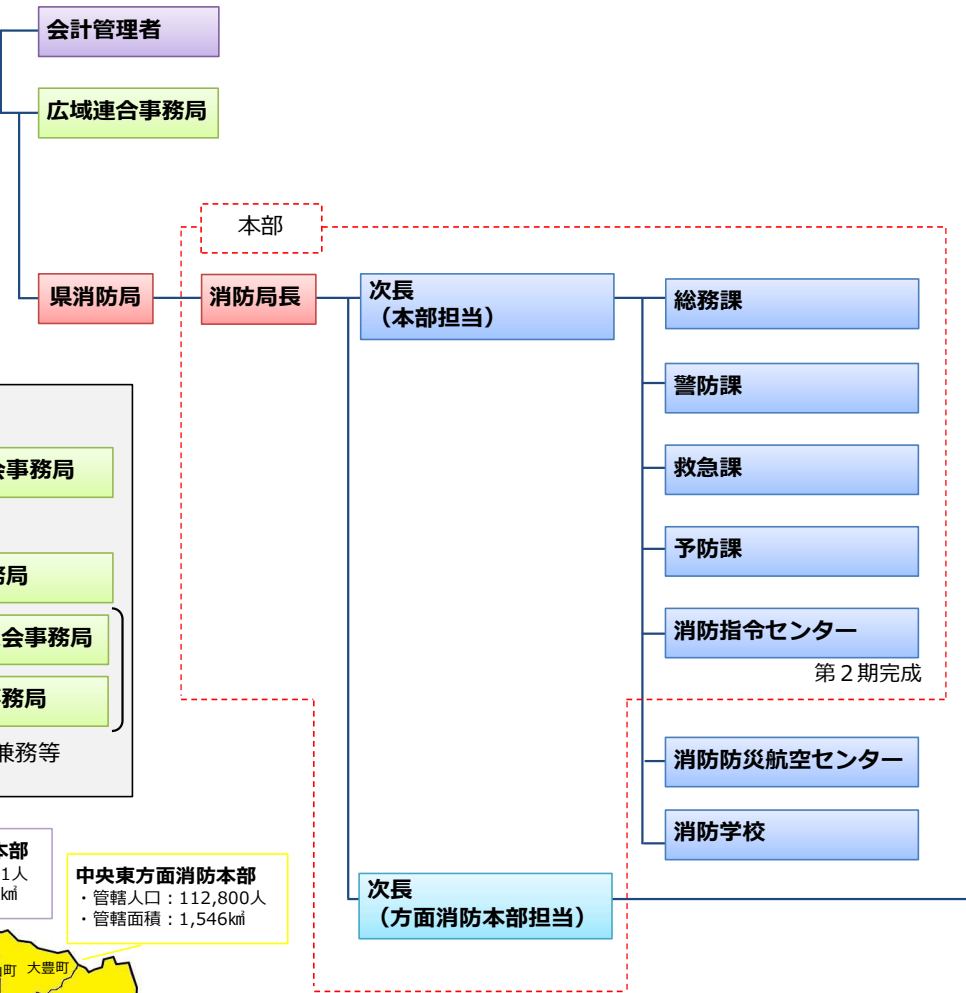 会計管理者
広域連合事務局
本部
県消防局
消防局長
次長
（本部担当）
総務課
警防課
救急課
予防課
消防指令センター
第２期完成
消防防災航空センター
消防学校
次長
（方面消防本部担当）
事務局
務局
会事務局
務局
兼務等
本部
1人
k㎡
中央東方面消防本部
・管轄人口：112,800人
・管轄面積：1,546k㎡
町
大豊町